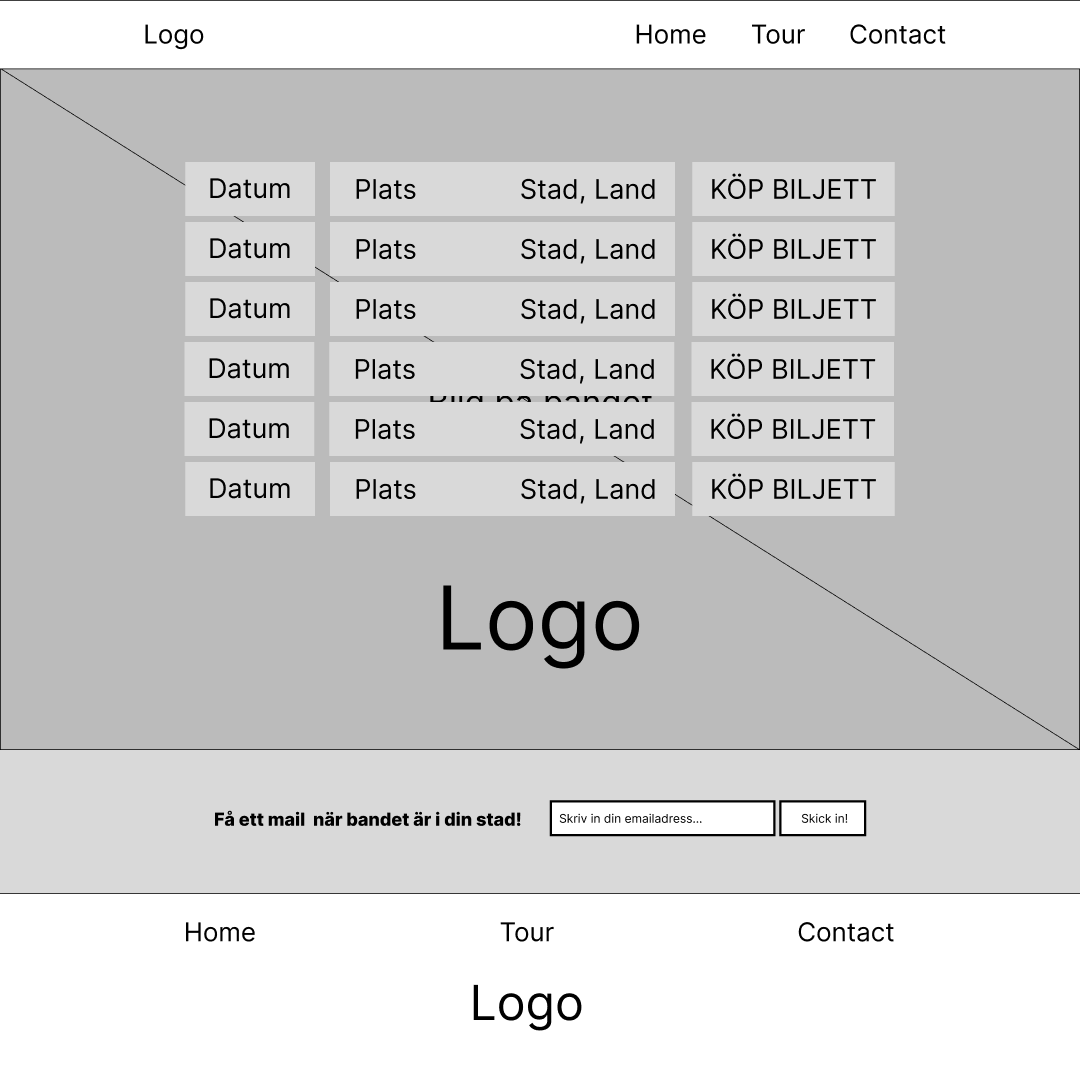 Logo Home Tour Contact
Datum Plats Stad, Land KÖP BILJETT
Datum Plats Stad, Land KÖP BILJETT
Datum Plats Stad, Land KÖP BILJETT
Datum Plats Stad, Land KÖP BILJETT
Bild på bandet
Datum Plats Stad, Land KÖP BILJETT
Datum Plats Stad, Land KÖP BILJETT
Logo
Få ett mail när bandet är i din stad! Skriv in din emailadress... Skick in!
Home Tour Contact
Logo